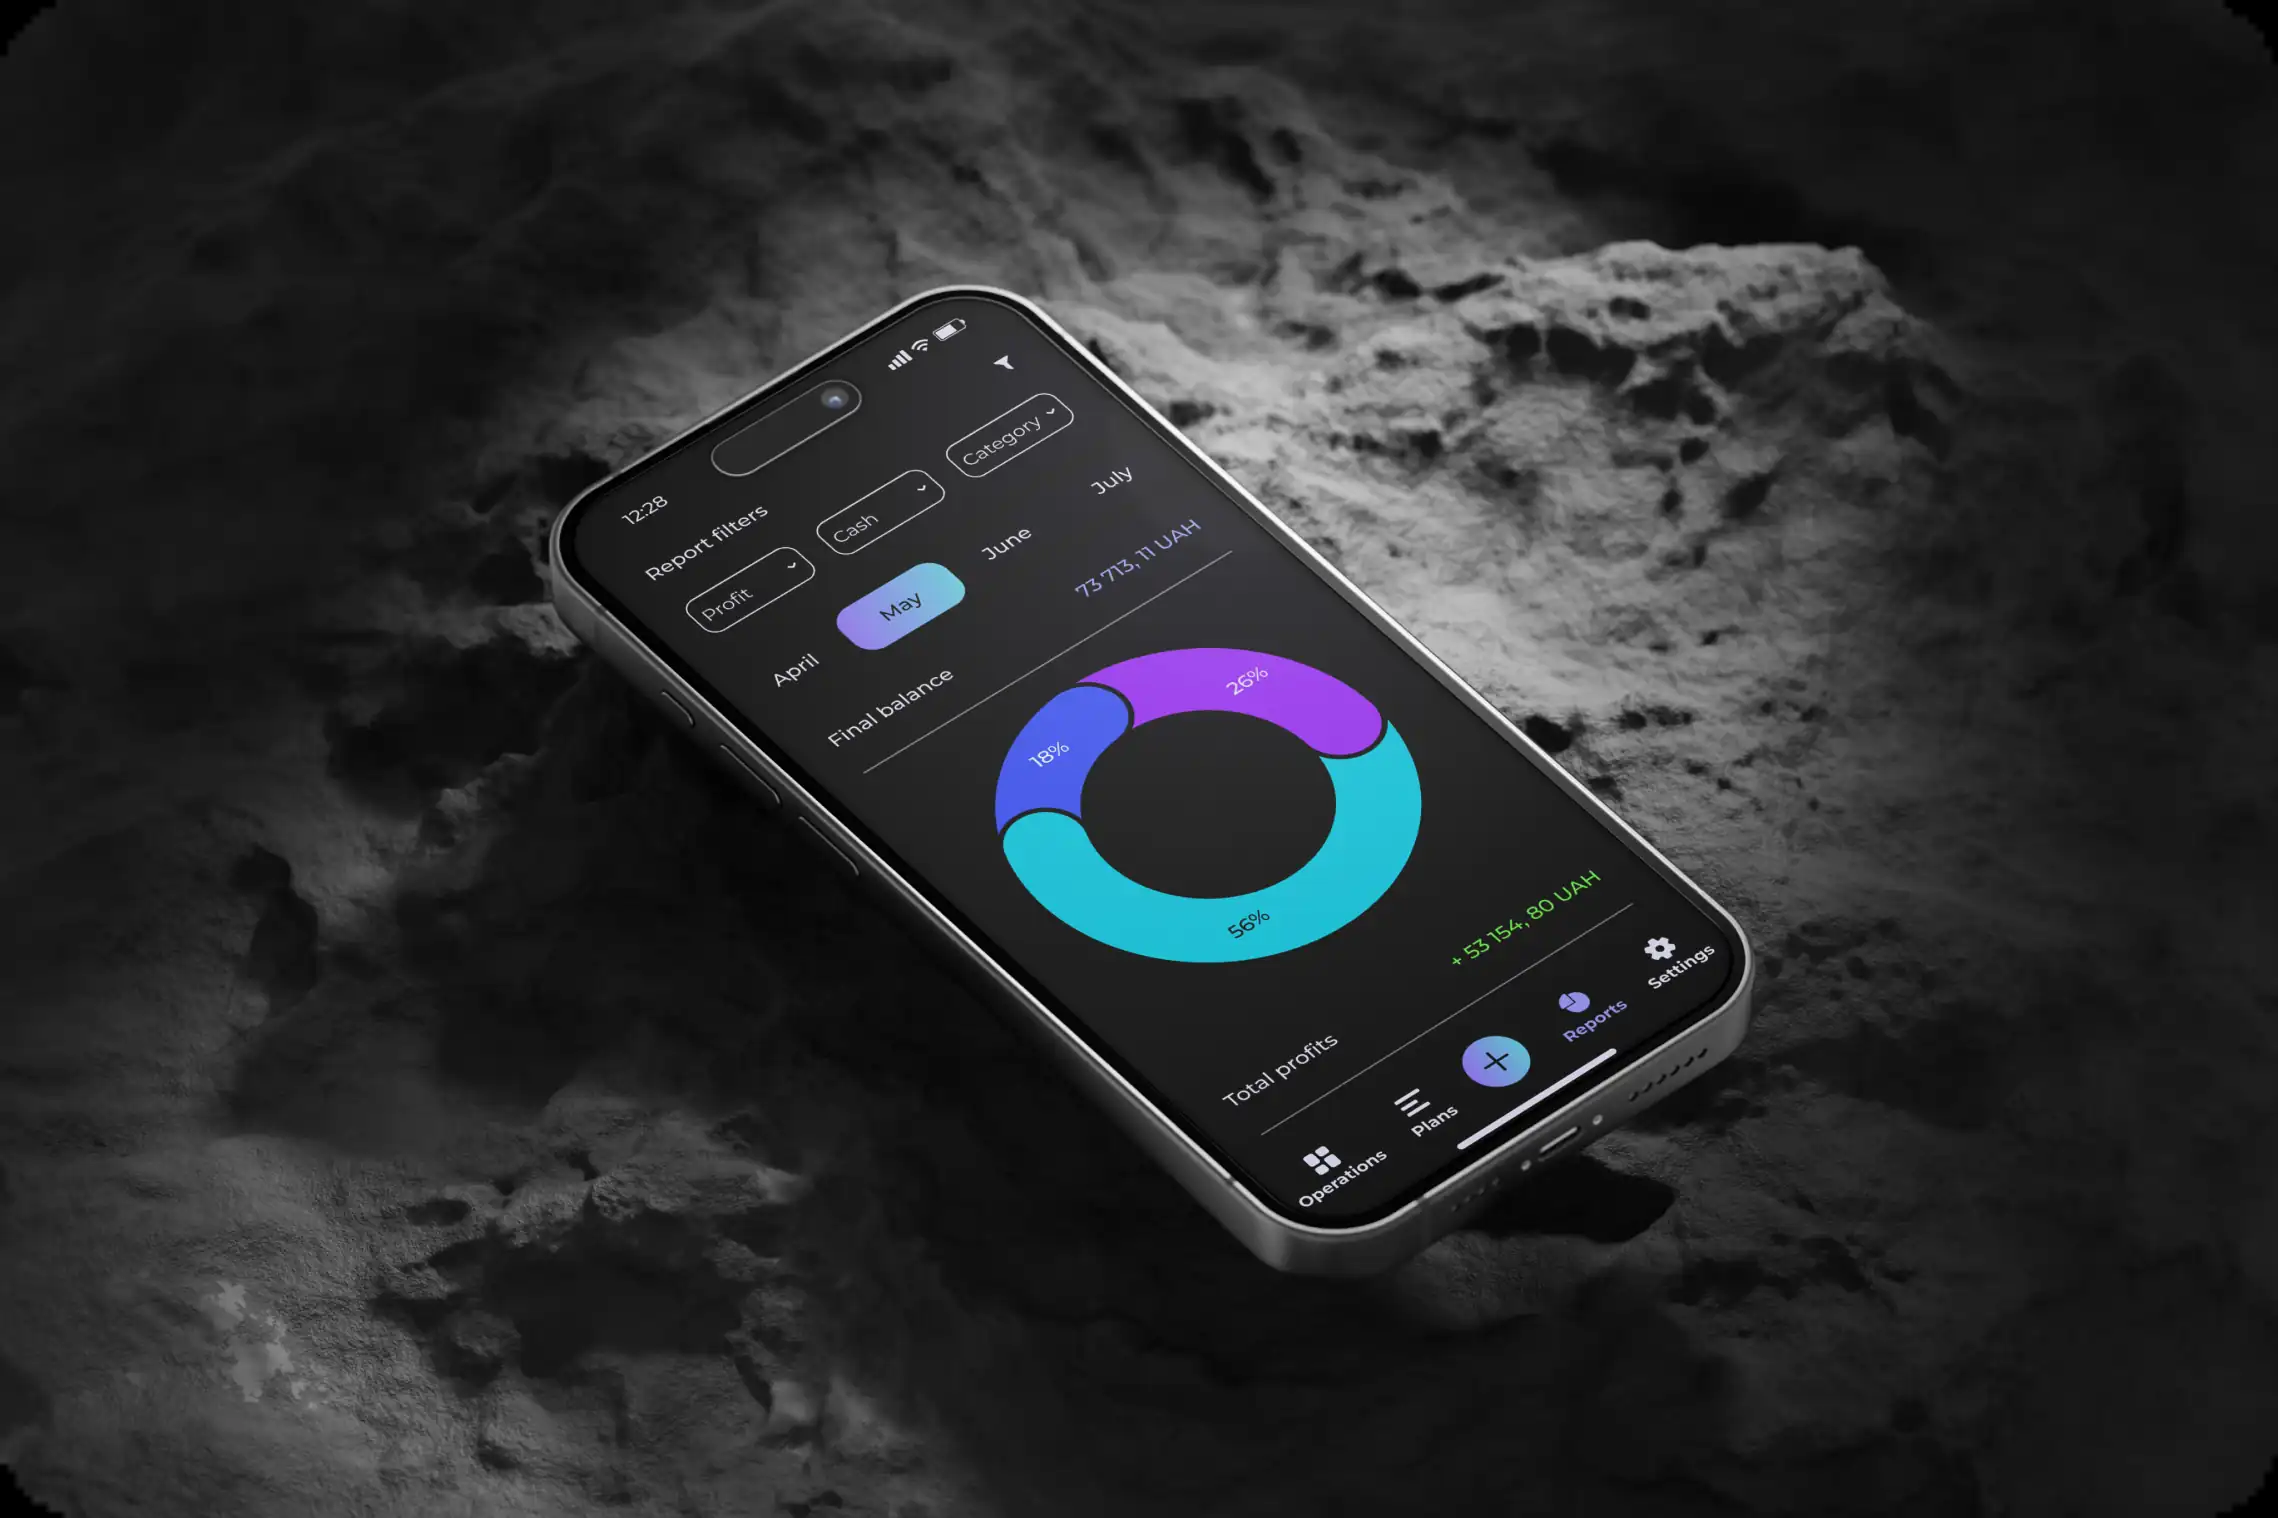 12:28
Report filters
Profit
Cash
Category
April
May
June
July
Final balance
73 713, 11 UAH
18%
26%
56%
Total profits
+ 53 154, 80 UAH
Operations
Plans
Reports
Settings